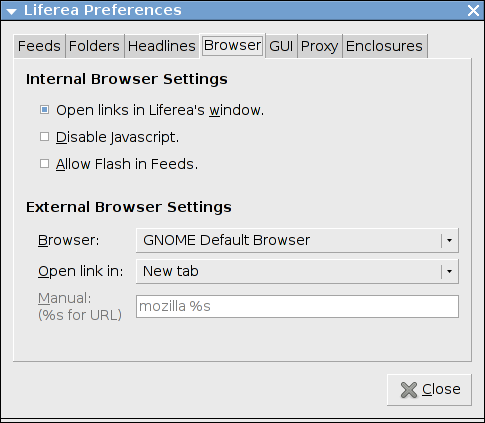 Liferea Preferences
Feeds Folders Headlines Browser GUI Proxy Enclosures
Internal Browser Settings
Open links in Liferea's window.
Disable Javascript.
Allow Flash in Feeds.
External Browser Settings
Browser: GNOME Default Browser
Open link in: New tab
Manual:
(%s for URL) mozilla %s
Close